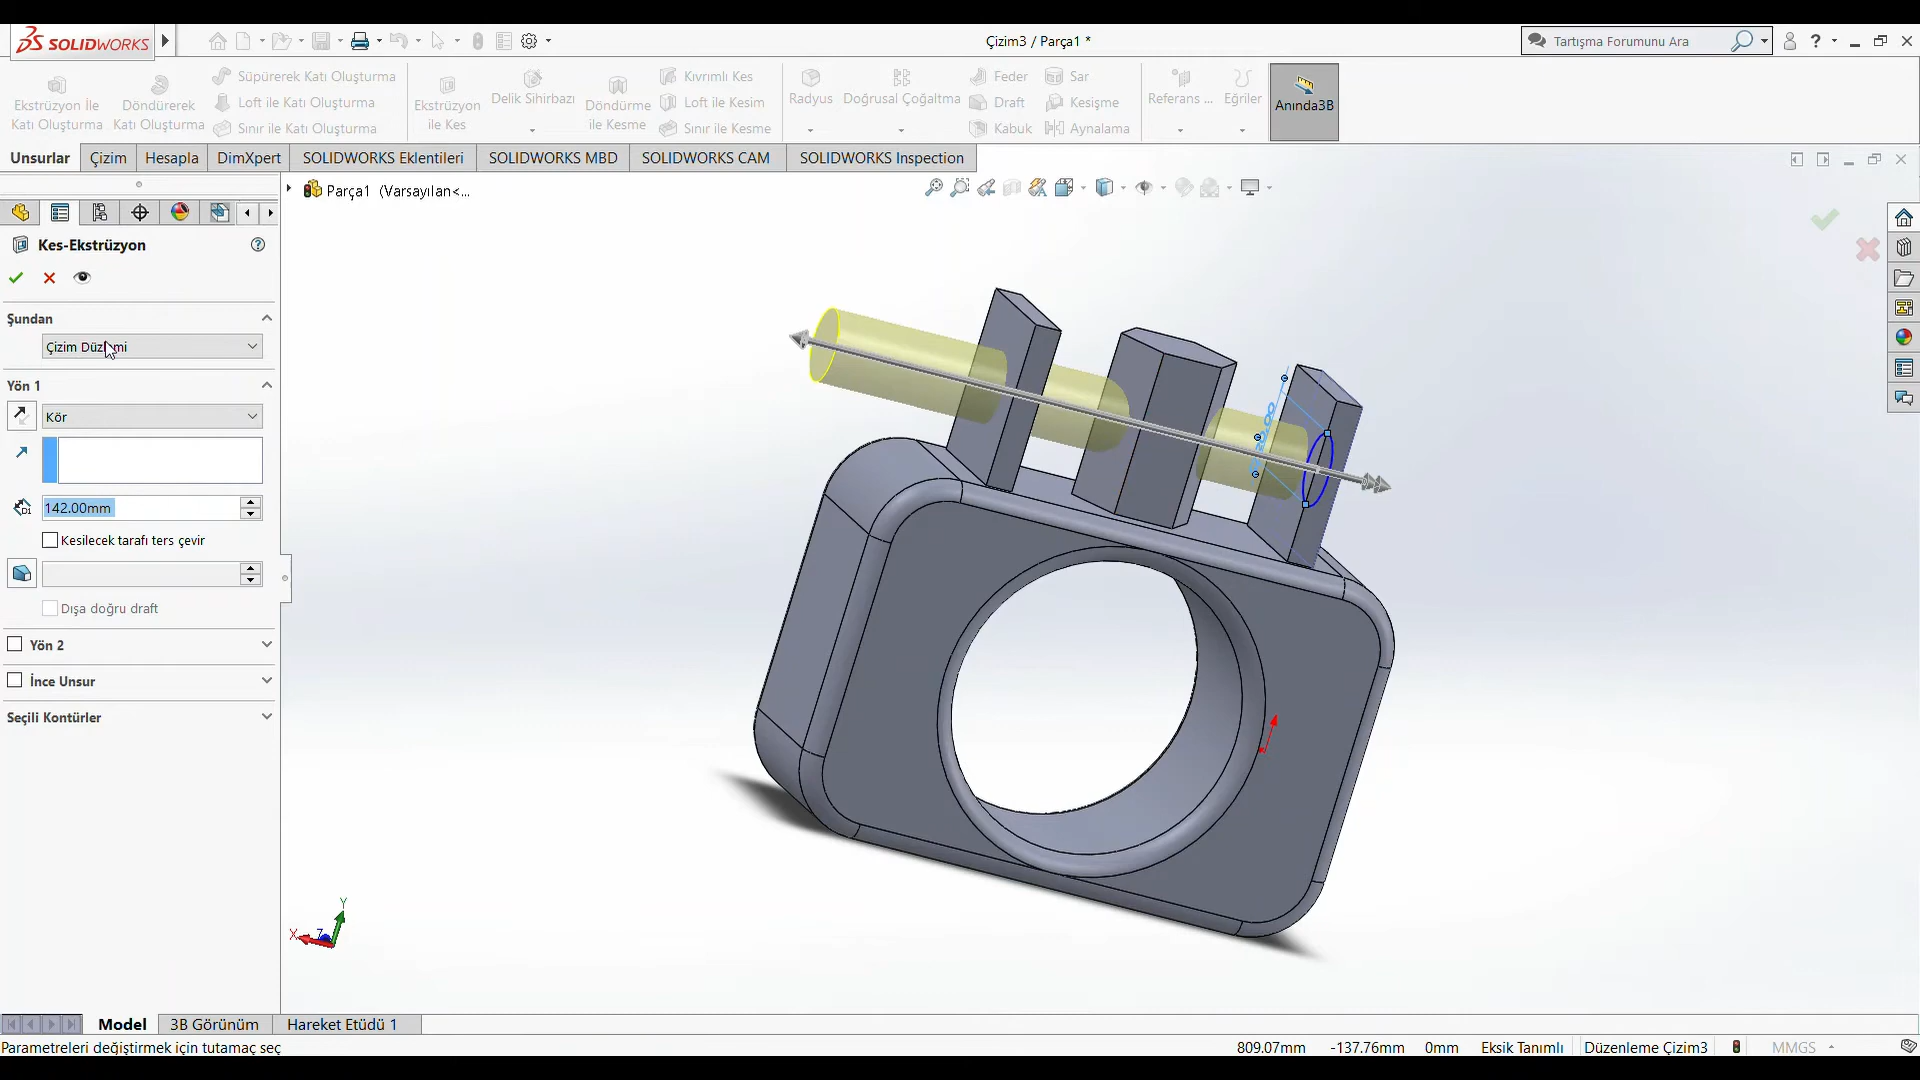 SOLIDWORKS
Çizim3 / Parça1 *
Tartışma Forumunu Ara
Ekstrüzyon İle
Katı Oluşturma
Döndürerek
Katı Oluşturma
Süpürerek Katı Oluşturma
Loft ile Katı Oluşturma
Sınır ile Katı Oluşturma
Ekstrüzyon
ile Kes
Delik Sihirbazı
Döndürme
ile Kesme
Kıvrımlı Kes
Loft ile Kesim
Sınır ile Kesme
Radyus
Doğrusal Çoğaltma
Feder
Draft
Kabuk
Sar
Kesişme
Aynalama
Referans ...
Eğriler
Anında3B
Unsurlar
Çizim
Hesapla
DimXpert
SOLIDWORKS Eklentileri
SOLIDWORKS MBD
SOLIDWORKS CAM
SOLIDWORKS Inspection
Parça1 (Varsayılan<...
Kes-Ekstrüzyon
Şundan
Yön 1
Kör
142.00mm
Kesilecek tarafı ters çevir
Dışa doğru draft
Yön 2
İnce Unsur
Seçili Kontürler
Y
X
Z
Model
3B Görünüm
Hareket Etüdü 1
Parametreleri değiştirmek için tutamaç seç
809.07mm
-137.76mm
0mm
Eksik Tanımlı
Düzenleme Çizim3
MMGS